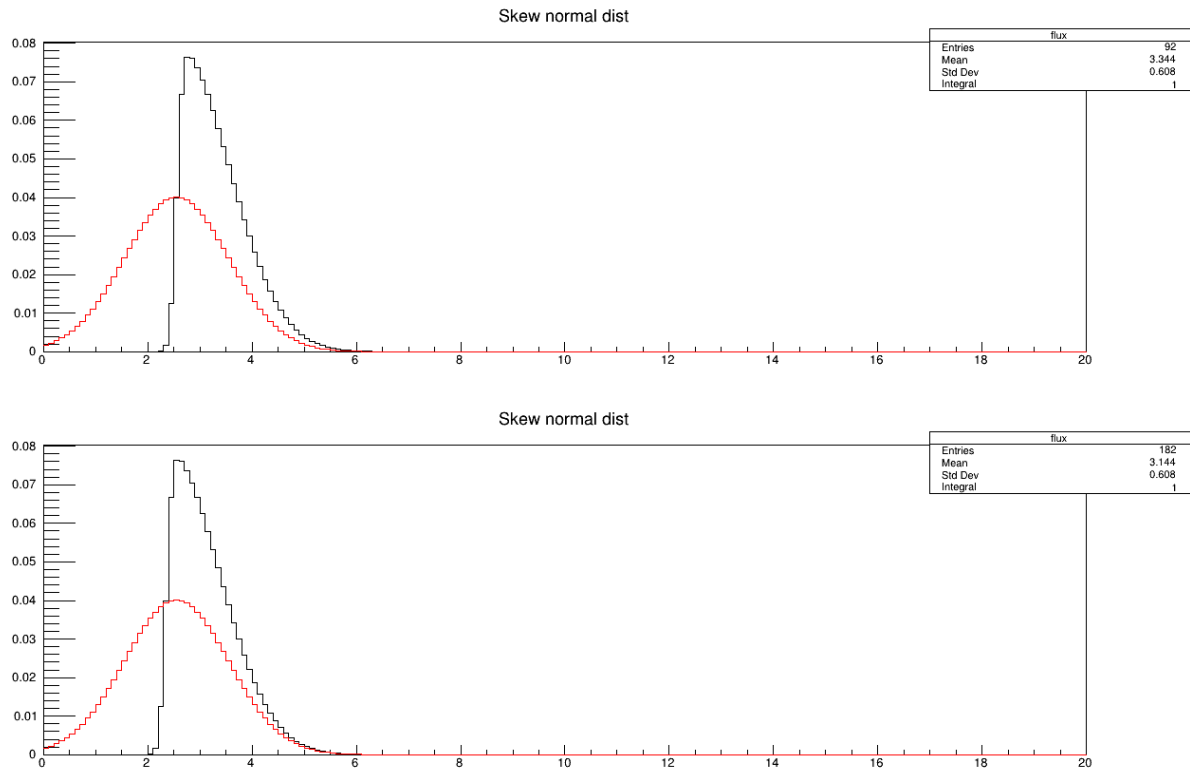 Skew normal dist
flux
Entries 92
Mean 3.344
Std Dev 0.608
Integral 1
0.08
0.07
0.06
0.05
0.04
0.03
0.02
0.01
0
0 2 4 6 8 10 12 14 16 18 20
Skew normal dist
flux
Entries 182
Mean 3.144
Std Dev 0.608
Integral 1
0.08
0.07
0.06
0.05
0.04
0.03
0.02
0.01
0
0 2 4 6 8 10 12 14 16 18 20